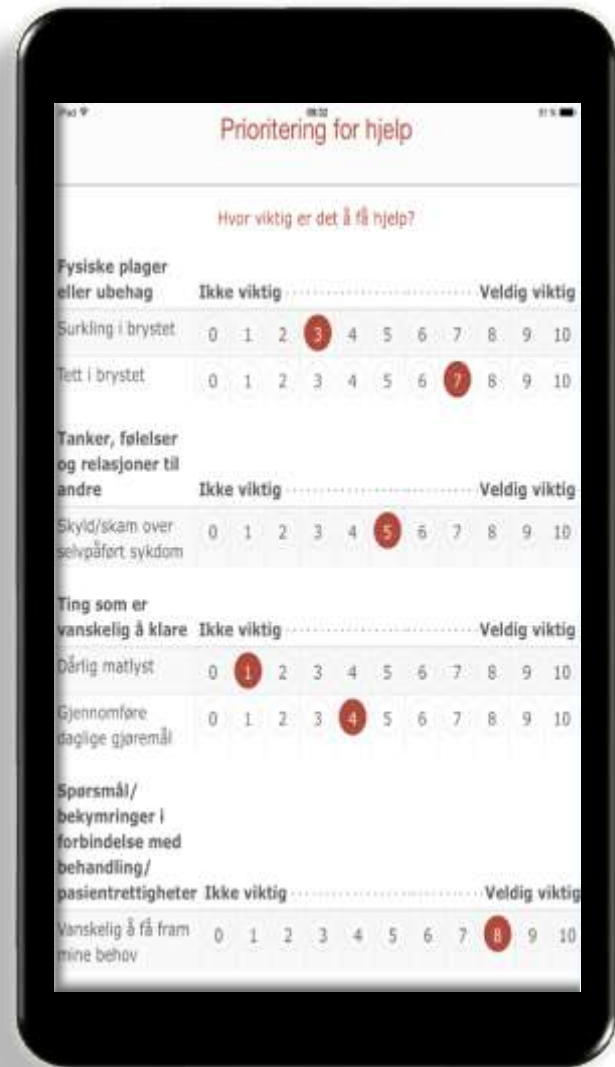 iPad 08:02 91 %
Prioritering for hjelp
Hvor viktig er det å få hjelp?
Fysiske plager
eller ubehag Ikke viktig Veldig viktig
Surkling i brystet 0 1 2 3 4 5 6 7 8 9 10
Tett i brystet 0 1 2 3 4 5 6 7 8 9 10
Tanker, følelser
og relasjoner til
andre Ikke viktig Veldig viktig
Skyld/skam over
selvpåført sykdom 0 1 2 3 4 5 6 7 8 9 10
Ting som er
vanskelig å klare Ikke viktig Veldig viktig
Dårlig matlyst 0 1 2 3 4 5 6 7 8 9 10
Gjennomføre
daglige gjøremål 0 1 2 3 4 5 6 7 8 9 10
Spørsmål/
bekymringer i
forbindelse med
behandling/
pasientrettigheter Ikke viktig Veldig viktig
Vanskelig å få fram
mine behov 0 1 2 3 4 5 6 7 8 9 10